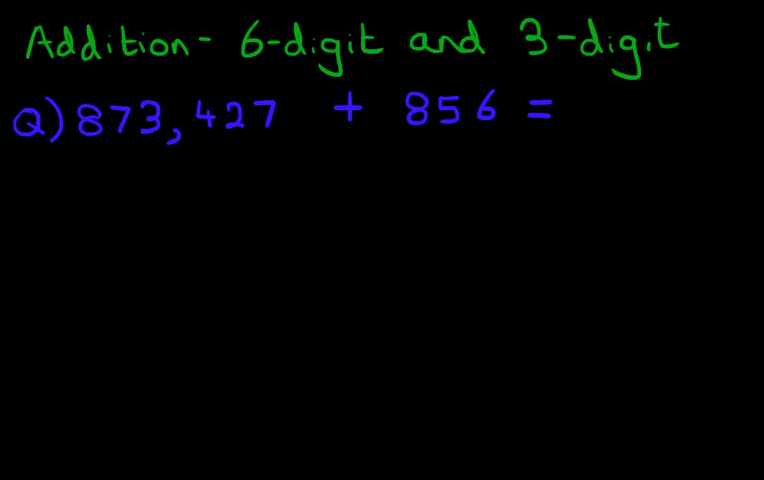 Addition - 6-digit and 3-digit
Q) 873,427 + 856 =